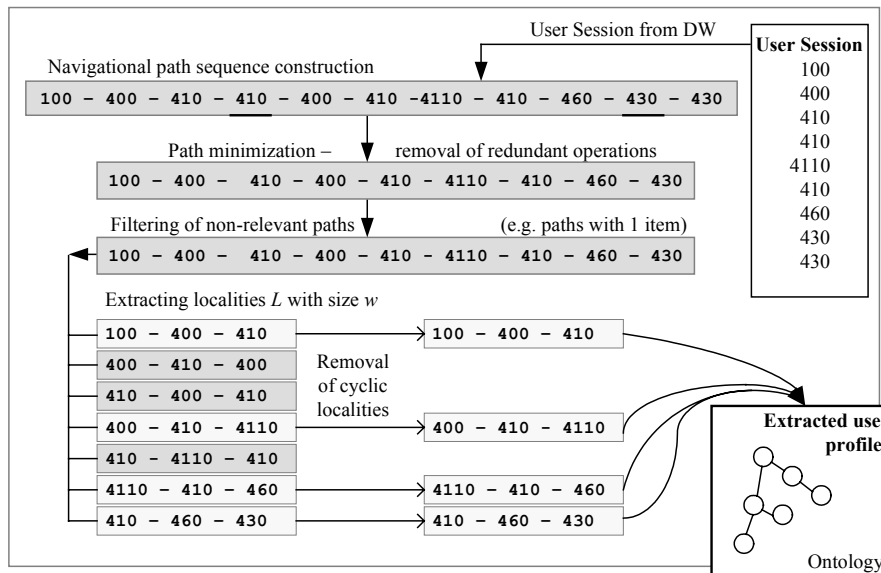 User Session from DW
User Session
100
400
410
410
4110
410
460
430
430
Navigational path sequence construction
100 – 400 – 410 – 410 – 400 – 410 -4110 – 410 – 460 – 430 – 430
Path minimization – removal of redundant operations
100 – 400 – 410 – 400 – 410 – 4110 – 410 – 460 – 430
Filtering of non-relevant paths (e.g. paths with 1 item)
100 – 400 – 410 – 400 – 410 – 4110 – 410 – 460 – 430
Extracting localities L with size w
100 – 400 – 410
400 – 410 – 400
410 – 400 – 410
400 – 410 – 4110
410 – 4110 – 410
4110 – 410 – 460
410 – 460 – 430
Removal
of cyclic
localities
100 – 400 – 410
400 – 410 – 4110
4110 – 410 – 460
410 – 460 – 430
Extracted use
profile
Ontology